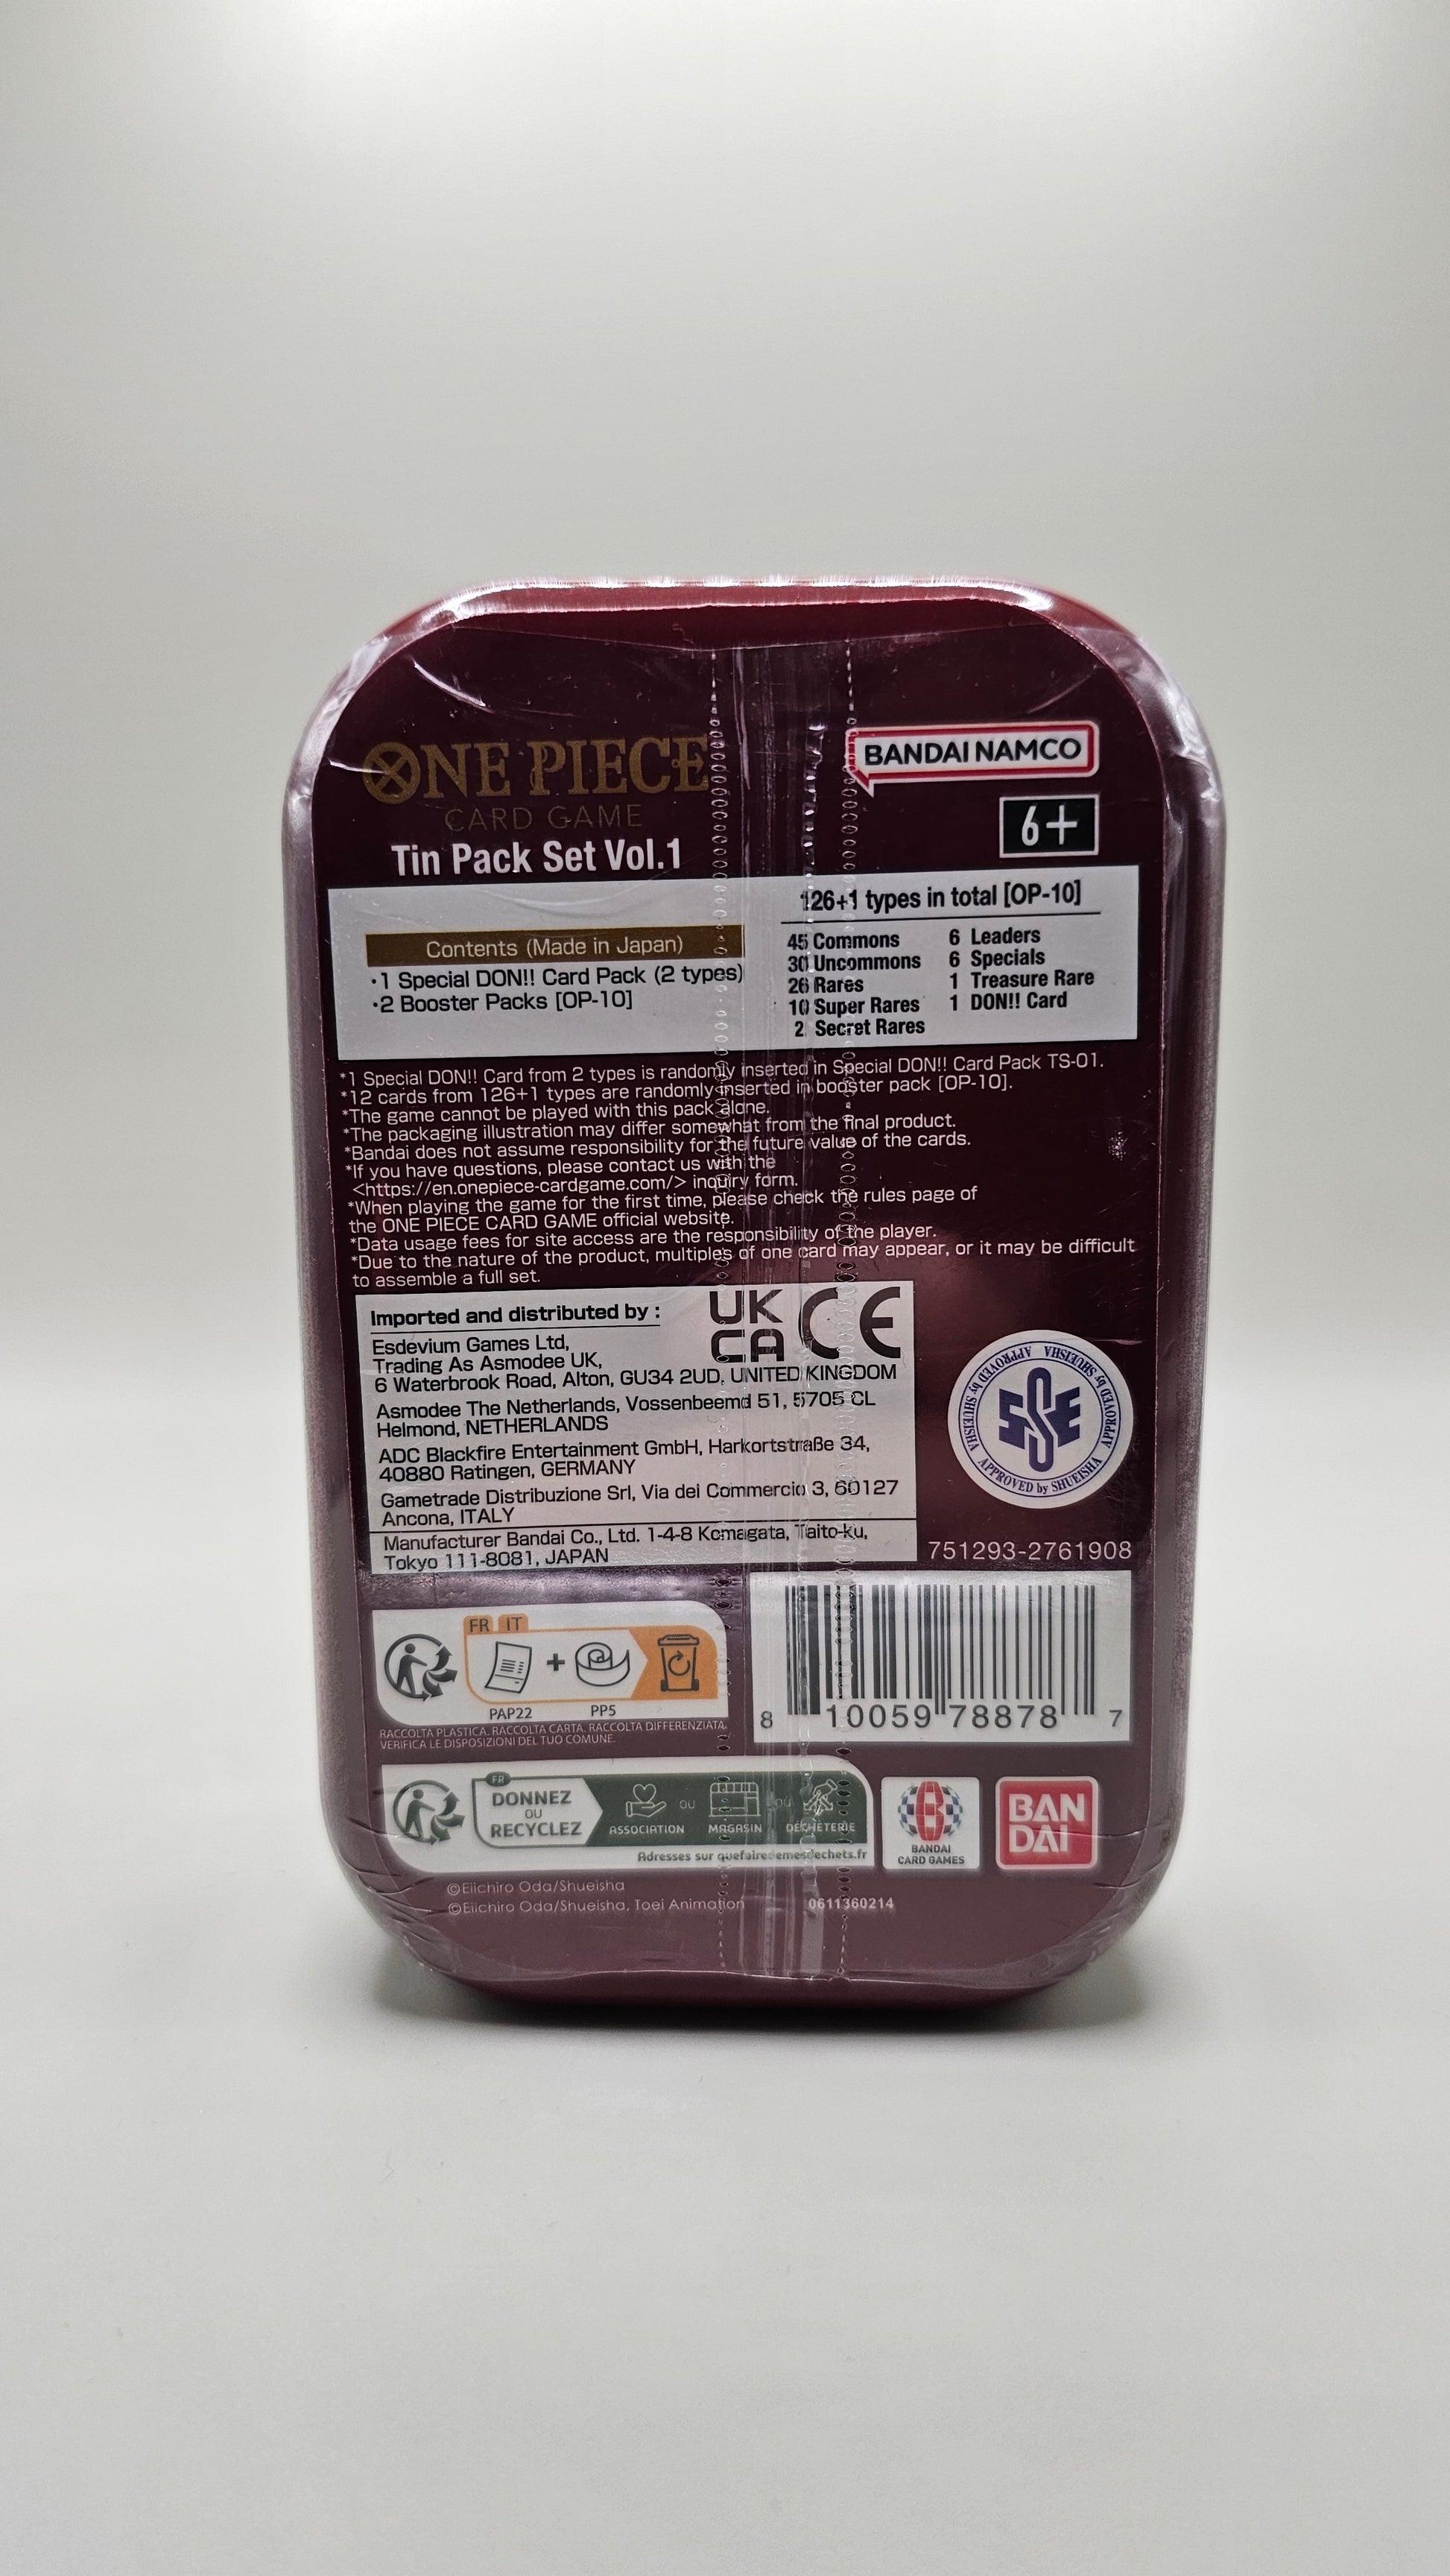 ONE PIECE
CARD GAME
Tin Pack Set Vol.1
BANDAI NAMCO
6+
Contents (Made in Japan)
・1 Special DON!! Card Pack (2 types)
・2 Booster Packs [OP-10]
126+1 types in total [OP-10]
45 Commons
30 Uncommons
26 Rares
10 Super Rares
2 Secret Rares
6 Leaders
6 Specials
1 Treasure Rare
1 DON!! Card
*1 Special DON!! Card from 2 types is randomly inserted in Special DON!! Card Pack TS-01.
*12 cards from 126+1 types are randomly inserted in booster pack [OP-10].
*The game cannot be played with this pack alone.
*The packaging illustration may differ somewhat from the final product.
*Bandai does not assume responsibility for the future value of the cards.
*If you have questions, please contact us with the
<https://en.onepiece-cardgame.com/> inquiry form.
*When playing the game for the first time, please check the rules page of
the ONE PIECE CARD GAME official website.
*Data usage fees for site access are the responsibility of the player.
*Due to the nature of the product, multiples of one card may appear, or it may be difficult
to assemble a full set.
Imported and distributed by :
UK
CA CE
Esdevium Games Ltd,
Trading As Asmodee UK,
6 Waterbrook Road, Alton, GU34 2UD, UNITED KINGDOM
Asmodee The Netherlands, Vossenbeemd 51, 5705 CL
Helmond, NETHERLANDS
ADC Blackfire Entertainment GmbH, Harkortstraße 34,
40880 Ratingen, GERMANY
Gametrade Distribuzione Srl, Via del Commercio 3, 60127
Ancona, ITALY
Manufacturer Bandai Co., Ltd. 1-4-8 Komagata, Taito-ku,
Tokyo 111-8081, JAPAN
APPROVED by SHUEISHA APPROVED by SHUEISHA APPROVED by SHUEISHA
SSE
751293-2761908
FR IT
PAP22 + PP5
RACCOLTA PLASTICA. RACCOLTA CARTA. RACCOLTA DIFFERENZIATA.
VERIFICA LE DISPOSIZIONI DEL TUO COMUNE.
8 10059 78878 7
FR
DONNEZ
OU
RECYCLEZ
ASSOCIATION
OU
MAGASIN
OU
DÉCHÈTERIE
Adresses sur quefairedemesdechets.fr
B
BANDAI
CARD GAMES
BAN
DAI
©Eiichiro Oda/Shueisha
©Eiichiro Oda/Shueisha, Toei Animation
0611360214